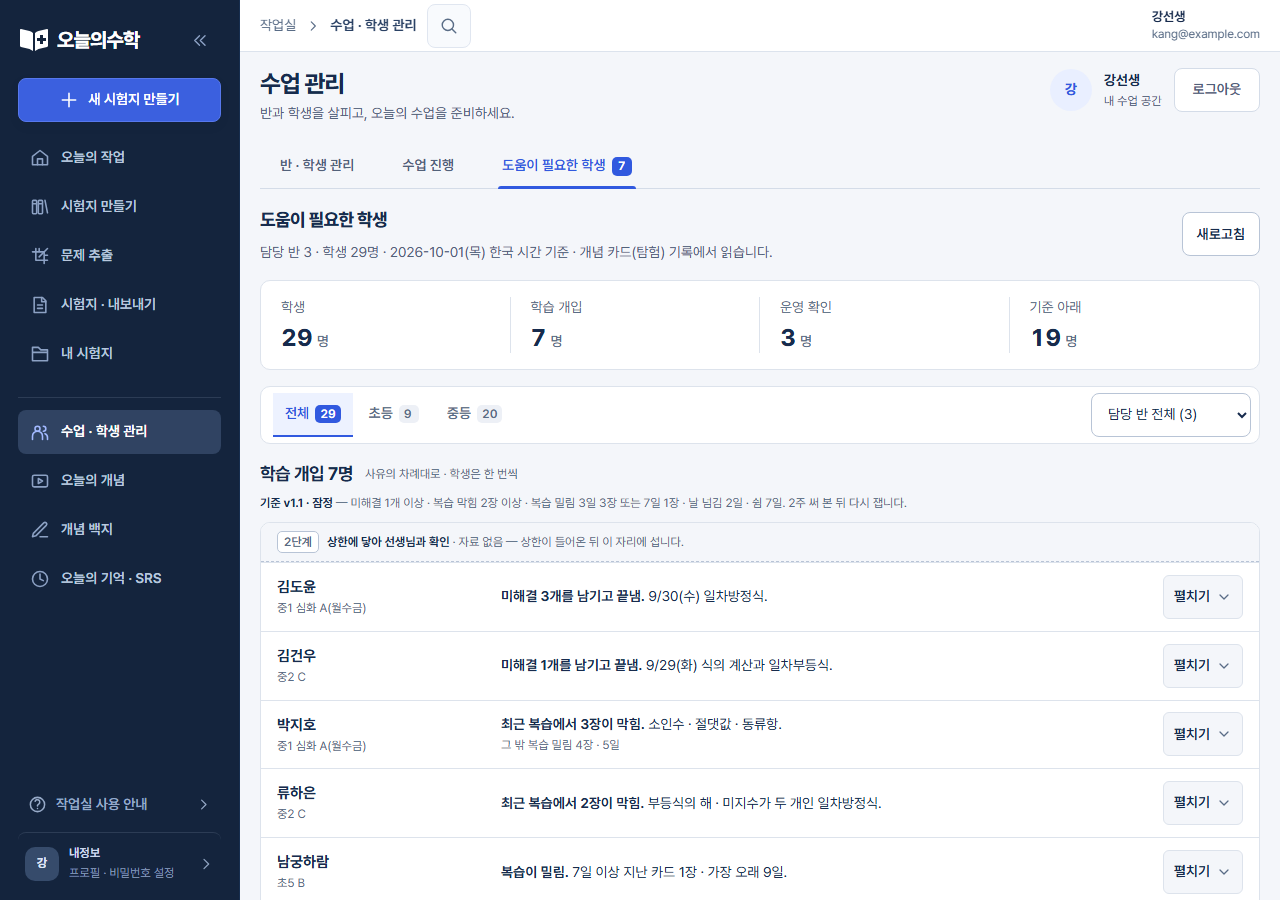 오늘의수학
새 시험지 만들기
오늘의 작업
시험지 만들기
문제 추출
시험지 · 내보내기
내 시험지
수업 · 학생 관리
오늘의 개념
개념 백지
오늘의 기억 · SRS
작업실 사용 안내
강
내정보
프로필 · 비밀번호 설정
작업실
수업 · 학생 관리
강선생
kang@example.com
수업 관리
반과 학생을 살피고, 오늘의 수업을 준비하세요.
강
강선생
내 수업 공간
로그아웃
반 · 학생 관리
수업 진행
도움이 필요한 학생 7
도움이 필요한 학생
담당 반 3 · 학생 29명 · 2026-10-01(목) 한국 시간 기준 · 개념 카드(탐험) 기록에서 읽습니다.
새로고침
학생
29 명
학습 개입
7 명
운영 확인
3 명
기준 아래
19 명
전체 29
초등 9
중등 20
담당 반 전체 (3)
학습 개입 7명 사유의 차례대로 · 학생은 한 번씩
기준 v1.1 · 잠정 — 미해결 1개 이상 · 복습 막힘 2장 이상 · 복습 밀림 3일 3장 또는 7일 1장 · 날 넘김 2일 · 쉼 7일. 2주 써 본 뒤 다시 잽니다.
2단계 상한에 닿아 선생님과 확인 · 자료 없음 — 상한이 들어온 뒤 이 자리에 섭니다.
김도윤
중1 심화 A(월수금)
미해결 3개를 남기고 끝냄. 9/30(수) 일차방정식.
펼치기
김건우
중2 C
미해결 1개를 남기고 끝냄. 9/29(화) 식의 계산과 일차부등식.
펼치기
박지호
중1 심화 A(월수금)
최근 복습에서 3장이 막힘. 소인수 · 절댓값 · 동류항.
그 밖 복습 밀림 4장 · 5일
펼치기
류하은
중2 C
최근 복습에서 2장이 막힘. 부등식의 해 · 미지수가 두 개인 일차방정식.
펼치기
남궁하람
초5 B
복습이 밀림. 7일 이상 지난 카드 1장 · 가장 오래 9일.
펼치기